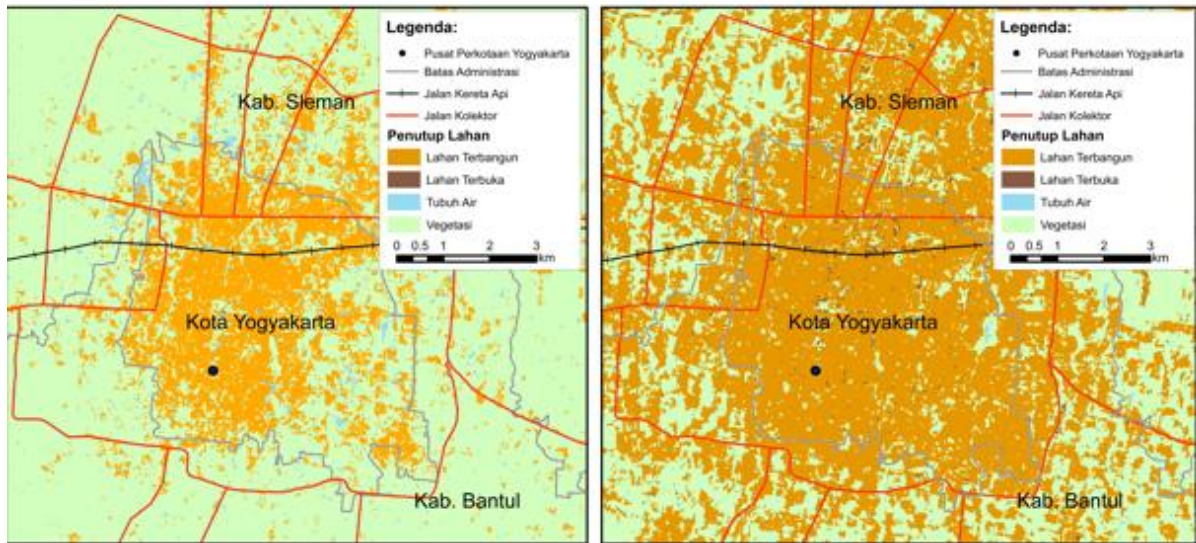 Legenda:
Pusat Perkotaan Yogyakarta
Batas Administrasi
Jalan Kereta Api
Jalan Kolektor
Penutup Lahan
Lahan Terbangun
Lahan Terbuka
Tubuh Air
Vegetasi
0 0.5 1 2 3
km
Kab. Sleman
Kota Yogyakarta
Kab. Bantul
Legenda:
Pusat Perkotaan Yogyakarta
Batas Administrasi
Jalan Kereta Api
Jalan Kolektor
Penutup Lahan
Lahan Terbangun
Lahan Terbuka
Tubuh Air
Vegetasi
0 0.5 1 2 3
km
Kab. Sleman
Kota Yogyakarta
Kab. Bantul